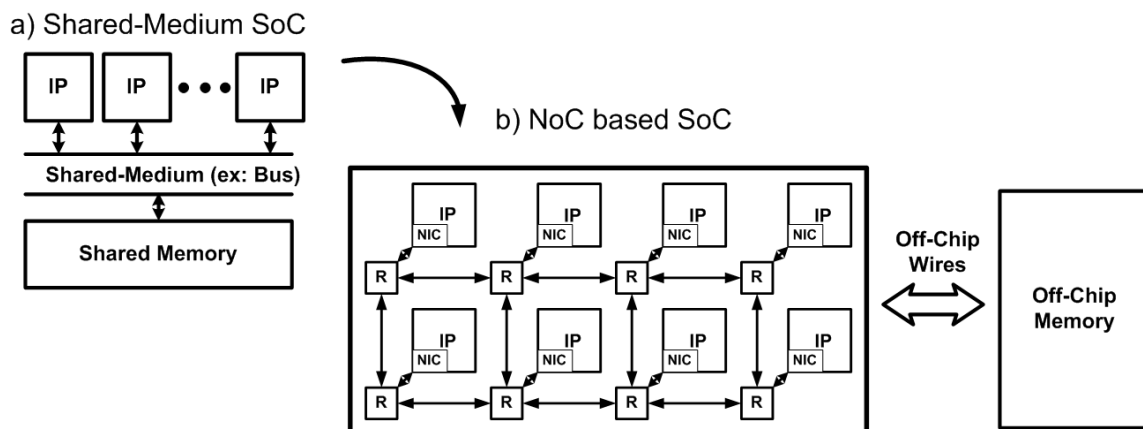 a) Shared-Medium SoC
IP IP IP
Shared-Medium (ex: Bus)
Shared Memory
b) NoC based SoC
IP IP IP IP
NIC NIC NIC NIC
R R R R
IP IP IP IP
NIC NIC NIC NIC
R R R R
Off-Chip
Wires
Off-Chip
Memory